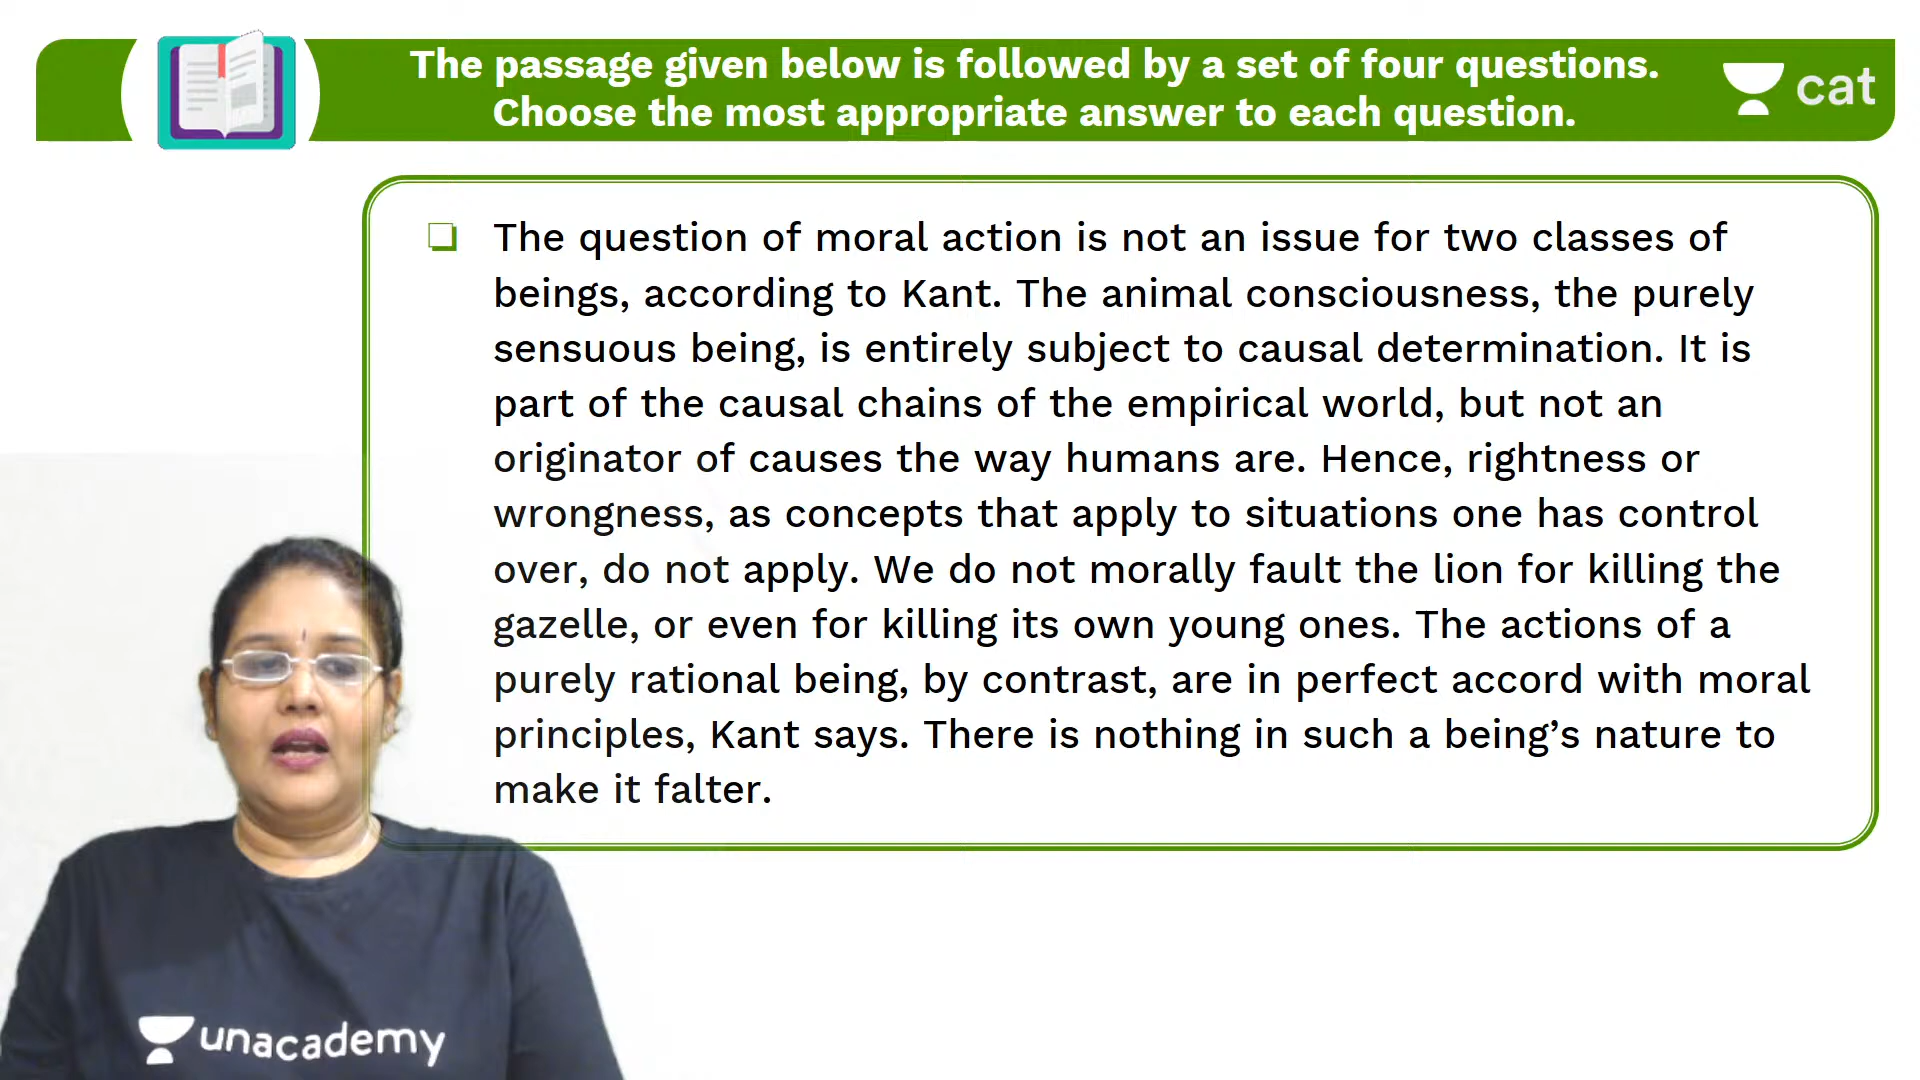 The passage given below is followed by a set of four questions.
Choose the most appropriate answer to each question.
cat
The question of moral action is not an issue for two classes of
beings, according to Kant. The animal consciousness, the purely
sensuous being, is entirely subject to causal determination. It is
part of the causal chains of the empirical world, but not an
originator of causes the way humans are. Hence, rightness or
wrongness, as concepts that apply to situations one has control
over, do not apply. We do not morally fault the lion for killing the
gazelle, or even for killing its own young ones. The actions of a
purely rational being, by contrast, are in perfect accord with moral
principles, Kant says. There is nothing in such a being’s nature to
make it falter.
unacademy